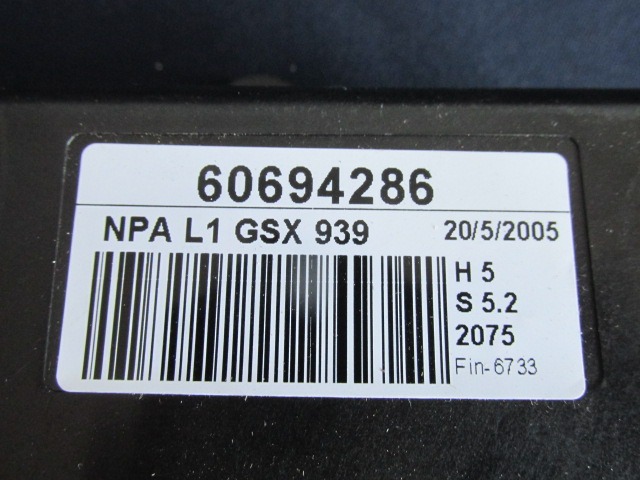 60694286
NPA L1 GSX 939 20/5/2005
H 5
S 5.2
2075
Fin-6733